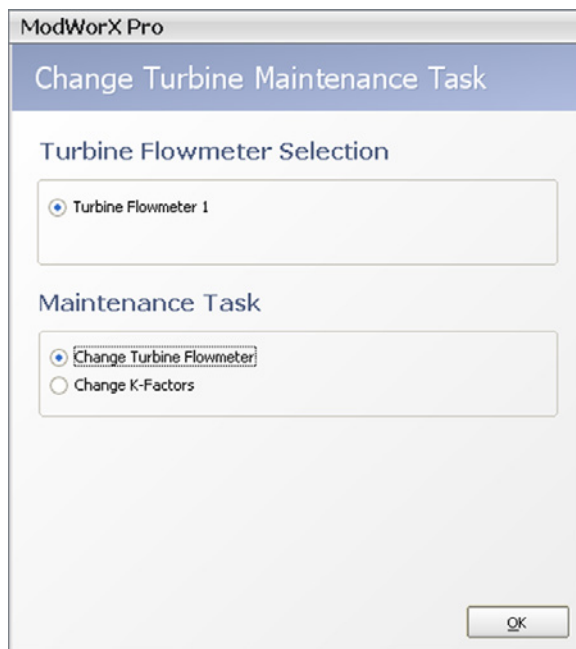 ModWorX Pro
Change Turbine Maintenance Task
Turbine Flowmeter Selection
Turbine Flowmeter 1
Maintenance Task
Change Turbine Flowmeter
Change K-Factors
OK